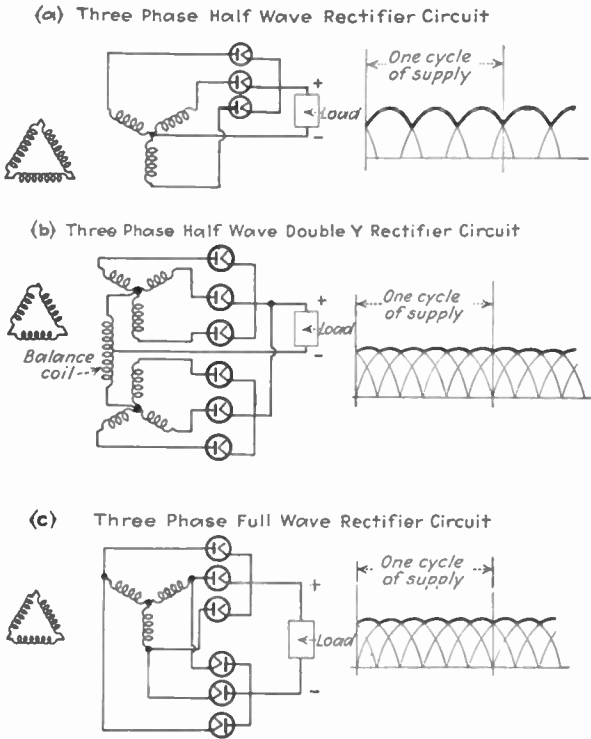 (a) Three Phase Half Wave Rectifier Circuit
One cycle
of supply
+
Load
-
(b) Three Phase Half Wave Double Y Rectifier Circuit
One cycle
of supply
+
Load
-
Balance
coil
(c) Three Phase Full Wave Rectifier Circuit
One cycle
of supply
+
Load
-